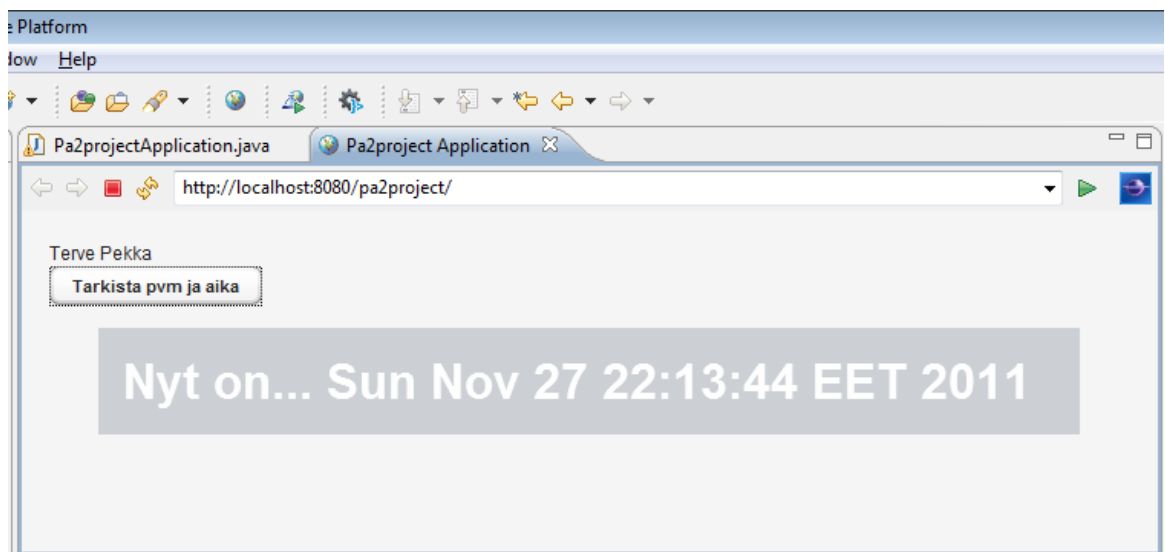 e Platform
dow Help
Pa2projectApplication.java Pa2project Application
http://localhost:8080/pa2project/
Terve Pekka
Tarkista pvm ja aika
Nyt on... Sun Nov 27 22:13:44 EET 2011